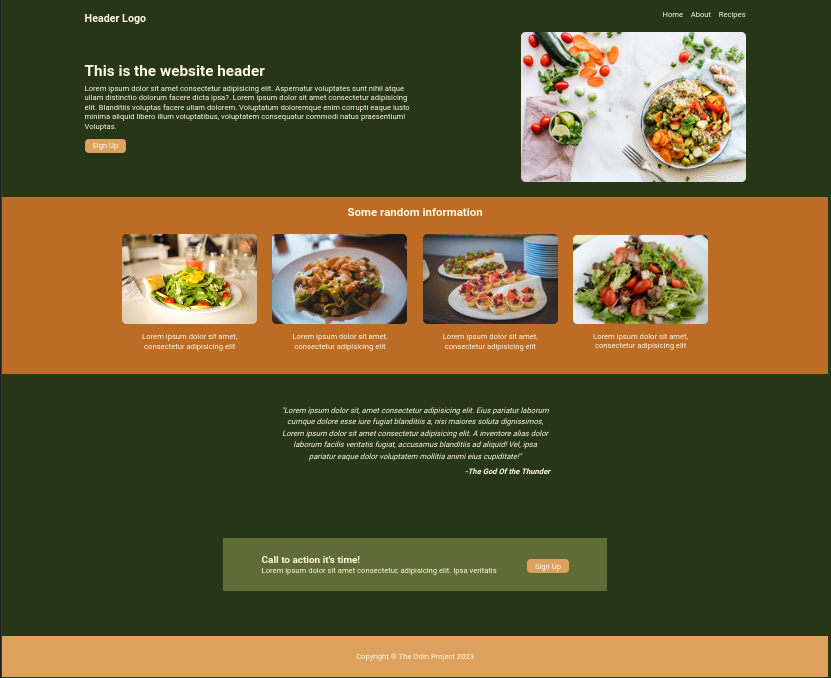 Header Logo
Home About Recipes
This is the website header
Lorem ipsum dolor sit amet consectetur adipisicing elit. Aspernatur voluptates sunt nihil atque
ullam distinctio dolorum facere dicta ipsa?. Lorem ipsum dolor sit amet consectetur adipisicing
elit. Blanditiis voluptas facere ullam dolorem. Voluptatum doloremque enim corrupti eaque iusto
minima aliquid libero illum voluptatibus, voluptatem consequatur commodi natus praesentium!
Voluptas.
Sign Up
Some random information
Lorem ipsum dolor sit amet,
consectetur adipisicing elit
Lorem ipsum dolor sit amet,
consectetur adipisicing elit
Lorem ipsum dolor sit amet,
consectetur adipisicing elit
Lorem ipsum dolor sit amet,
consectetur adipisicing elit
"Lorem ipsum dolor sit, amet consectetur adipisicing elit. Eius pariatur laborum
cumque dolore esse iure fugiat blanditiis a, nisi maiores soluta dignissimos,
Lorem ipsum dolor sit amet consectetur adipisicing elit. A inventore alias dolor
laborum facilis veritatis fugiat, accusamus blanditiis ad aliquid! Vel, ipsa
pariatur eaque dolor voluptatem mollitia animi eius cupiditate!"
-The God Of the Thunder
Call to action it's time!
Lorem ipsum dolor sit amet consectetur, adipisicing elit. Ipsa veritatis
Sign Up
Copyright © The Odin Project 2023